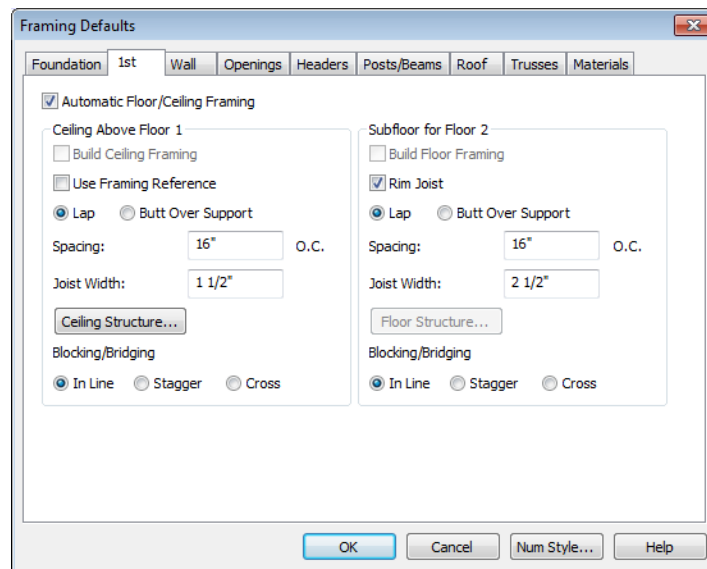 Framing Defaults
Foundation 1st Wall Openings Headers Posts/Beams Roof Trusses Materials
Automatic Floor/Ceiling Framing
Ceiling Above Floor 1
Build Ceiling Framing
Use Framing Reference
Lap Butt Over Support
Spacing: 16" O.C.
Joist Width: 1 1/2"
Ceiling Structure...
Blocking/Bridging
In Line Stagger Cross
Subfloor for Floor 2
Build Floor Framing
Rim Joist
Lap Butt Over Support
Spacing: 16" O.C.
Joist Width: 2 1/2"
Floor Structure...
Blocking/Bridging
In Line Stagger Cross
OK Cancel Num Style... Help